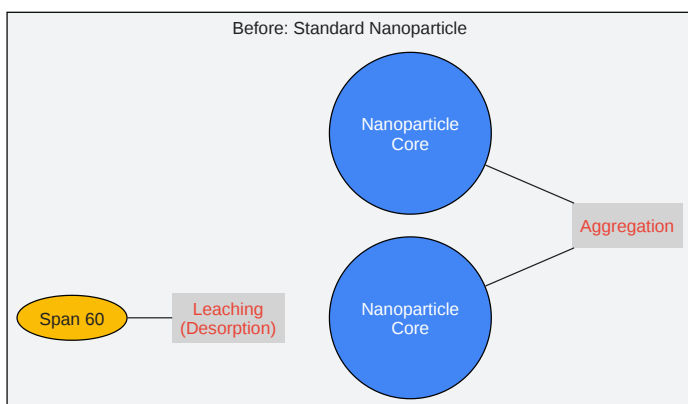 Before: Standard Nanoparticle
Nanoparticle
Core
Aggregation
Span 60
Leaching
(Desorption)
Nanoparticle
Core